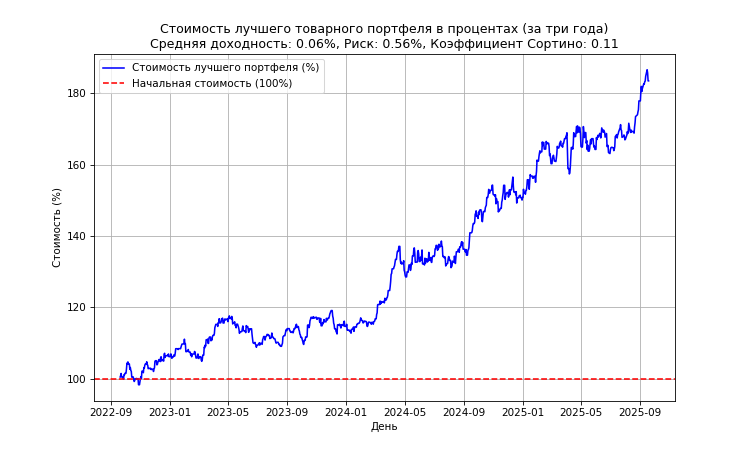 Стоимость лучшего товарного портфеля в процентах (за три года)
Средняя доходность: 0.06%, Риск: 0.56%, Коэффициент Сортино: 0.11
Стоимость лучшего портфеля (%)
Начальная стоимость (100%)
Стоимость (%)
180
160
140
120
100
2022-09 2023-01 2023-05 2023-09 2024-01 2024-05 2024-09 2025-01 2025-05 2025-09
День